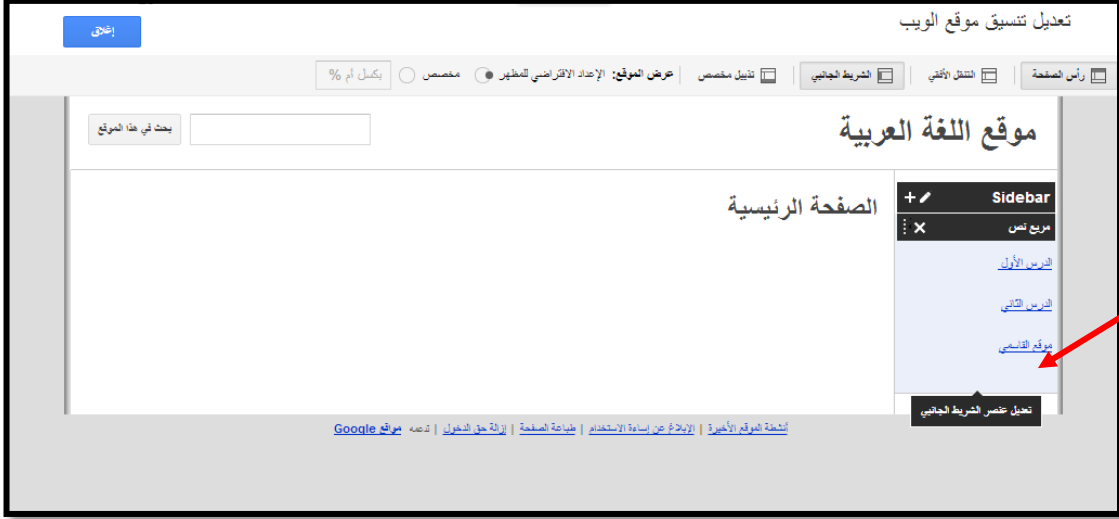 تعديل تنسيق موقع الويب
إغلاق
رأس الصفحة | التنقل الأفقي | الشريط الجانبي | تذييل مخصص | عرض الموقع: الإعداد الافتراضي للمظهر مخصص بكسل أم %
موقع اللغة العربية
بحث في هذا الموقع
Sidebar
مربع نص
الدرس الأول
الدرس الثاني
موقع القاسمي
تعديل عنصر الشريط الجانبي
الصفحة الرئيسية
أنشطة الموقع الأخيرة | الإبلاغ عن إساءة الاستخدام | طباعة الصفحة | إزالة حق الدخول | تدعمه مواقع Google